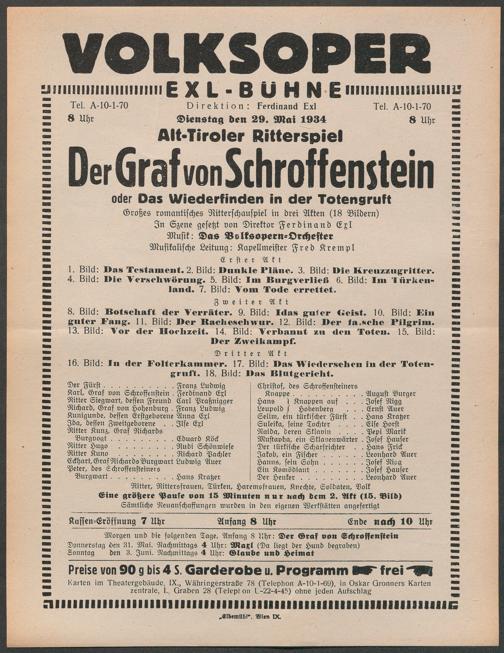 VOLKSOPER
EXL-BÜHNE
Tel. A-10-1-70 Direktion: Ferdinand Exl Tel. A-10-1-70
8 Uhr Dienstag den 29. Mai 1934 8 Uhr
Alt-Tiroler Ritterspiel
Der Graf von Schroffenstein
oder Das Wiederfinden in der Totengruft
Großes romantisches Ritterschauspiel in drei Akten (18 Bildern)
In Szene gesetzt von Direktor Ferdinand Exl
Musik: Das Volksopern-Orchester
Musikalische Leitung: Kapellmeister Fred Krempl
Erster Akt
1. Bild: Das Testament. 2. Bild: Dunkle Pläne. 3. Bild: Die Kreuzzugritter.
4. Bild: Die Verschwörung. 5. Bild: Im Burgverließ 6. Bild: Im Türken-
land. 7. Bild: Vom Tode errettet.
Zweiter Akt
8. Bild: Botschaft der Verräter. 9. Bild: Idas guter Geist. 10. Bild: Ein
guter Fang. 11. Bild: Der Racheschwur. 12. Bild: Der falsche Pilgrim.
13. Bild: Vor der Hochzeit. 14. Bild: Verbannt zu den Toten. 15. Bild:
Der Zweikampf.
Dritter Akt
16. Bild: In der Folterkammer. 17. Bild: Das Wiedersehen in der Toten-
gruft. 18. Bild: Das Blutgericht.
Der Fürst . . . Franz Ludwig
Karl, Graf von Schroffenstein . Ferdinand Exl
Ritter Siegwart, dessen Freund Carl Praschnigger
Richard, Graf von Hohenburg . Franz Ludwig
Kunigunde, dessen Erstgeborene Anna Exl
Ida, dessen Zweitgeborene . . Ilse Exl
Ritter Kuno, Graf Richards
Burgvogt . . . Eduard Köck
Ritter Hugo . . . Rudi Schönwiese
Ritter Kuno . . . Richard Pachler
Eckhart, Graf Richards Burgwart Ludwig Auer
Peter, des Schroffensteiners
Burgwart . . . Hans Kratzer
Christof, des Schroffensteiners
Knappe . . . August Burger
Hans } Knappen auf . . Josef Nigg
Leupold } Hohenberg . . Ernst Auer
Selim, ein türkischer Fürst . . Hans Kratzer
Suleika, seine Tochter . . . Else Horst
Naida, deren Sklavin . . . Pepi Marik
Mustapha, ein Sklavenwärter . Josef Hauser
Der türkische Scharfrichter . . Hans Frick
Jakob, ein Fischer . . . Leonhard Auer
Hanns, sein Sohn . . . Josef Nigg
Ein Komödiant . . . Josef Hauser
Der Henker . . . Leonhard Auer
Ritter, Rittersfrauen, Türken, Haremsfrauen, Knechte, Soldaten, Volk
Eine größere Pause von 15 Minuten nur nach dem 2. Akt (15. Bild)
Sämtliche Neuanschaffungen wurden in den eigenen Werkstätten angefertigt
Kassen-Eröffnung 7 Uhr Anfang 8 Uhr Ende nach 10 Uhr
Morgen und die folgenden Tage. Anfang 8 Uhr: Der Graf von Schroffenstein
Donnerstag den 31. Mai. Nachmittags 4 Uhr: Magl (Da liegt der Hund begraben)
Sonntag den 3. Juni. Nachmittags 4 Uhr: Glaube und Heimat
Preise von 90 g bis 4 S. Garderobe u. Programm frei
Karten im Theatergebäude, IX., Währingerstraße 78 (Telephon A-10-1-69), in Oskar Gronners Karten
zentrale, I., Graben 28 (Telephon U-22-4-45) ohne jeden Aufschlag
„Elbemühl“, Wien IX.